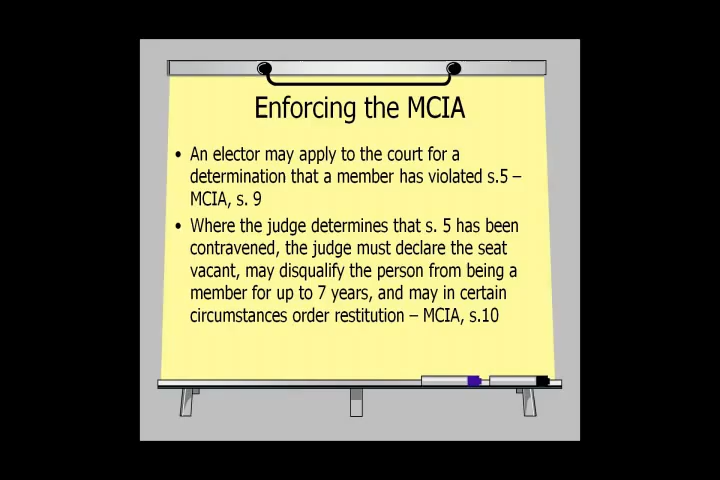 Enforcing the MCIA
• An elector may apply to the court for a
determination that a member has violated s.5 –
MCIA, s. 9
• Where the judge determines that s. 5 has been
contravened, the judge must declare the seat
vacant, may disqualify the person from being a
member for up to 7 years, and may in certain
circumstances order restitution – MCIA, s.10